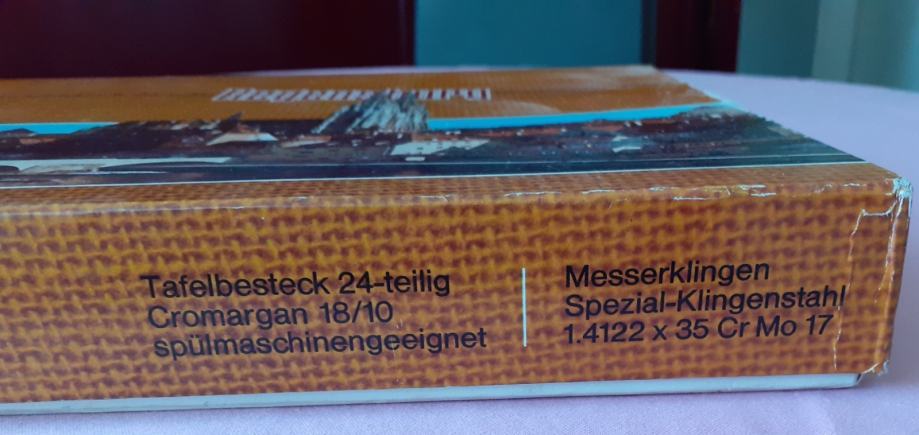 Tafelbesteck 24-teilig
Cromargan 18/10
spülmaschinengeeignet
Messerklingen
Spezial-Klingenstahl
1.4122 x 35 Cr Mo 17